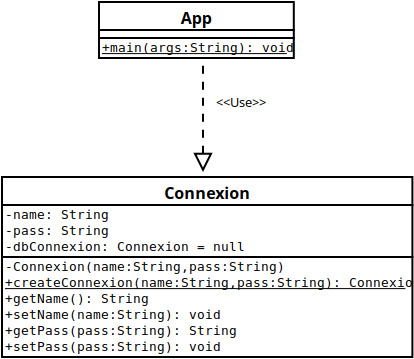 App
+main(args:String): void
<<Use>>
Connexion
-name: String
-pass: String
-dbConnexion: Connexion = null
-Connexion(name:String,pass:String)
+createConnexion(name:String,pass:String): Connexio
+getName(): String
+setName(name:String): void
+getPass(pass:String): String
+setPass(pass:String): void